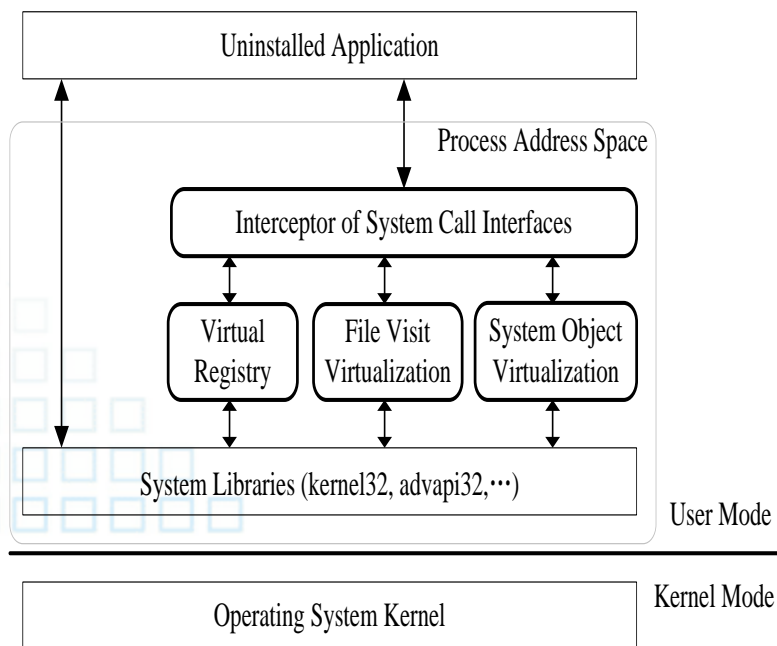 Uninstalled Application
Process Address Space
Interceptor of System Call Interfaces
Virtual
Registry
File Visit
Virtualization
System Object
Virtualization
System Libraries (kernel32, advapi32,⋯)
User Mode
Kernel Mode
Operating System Kernel